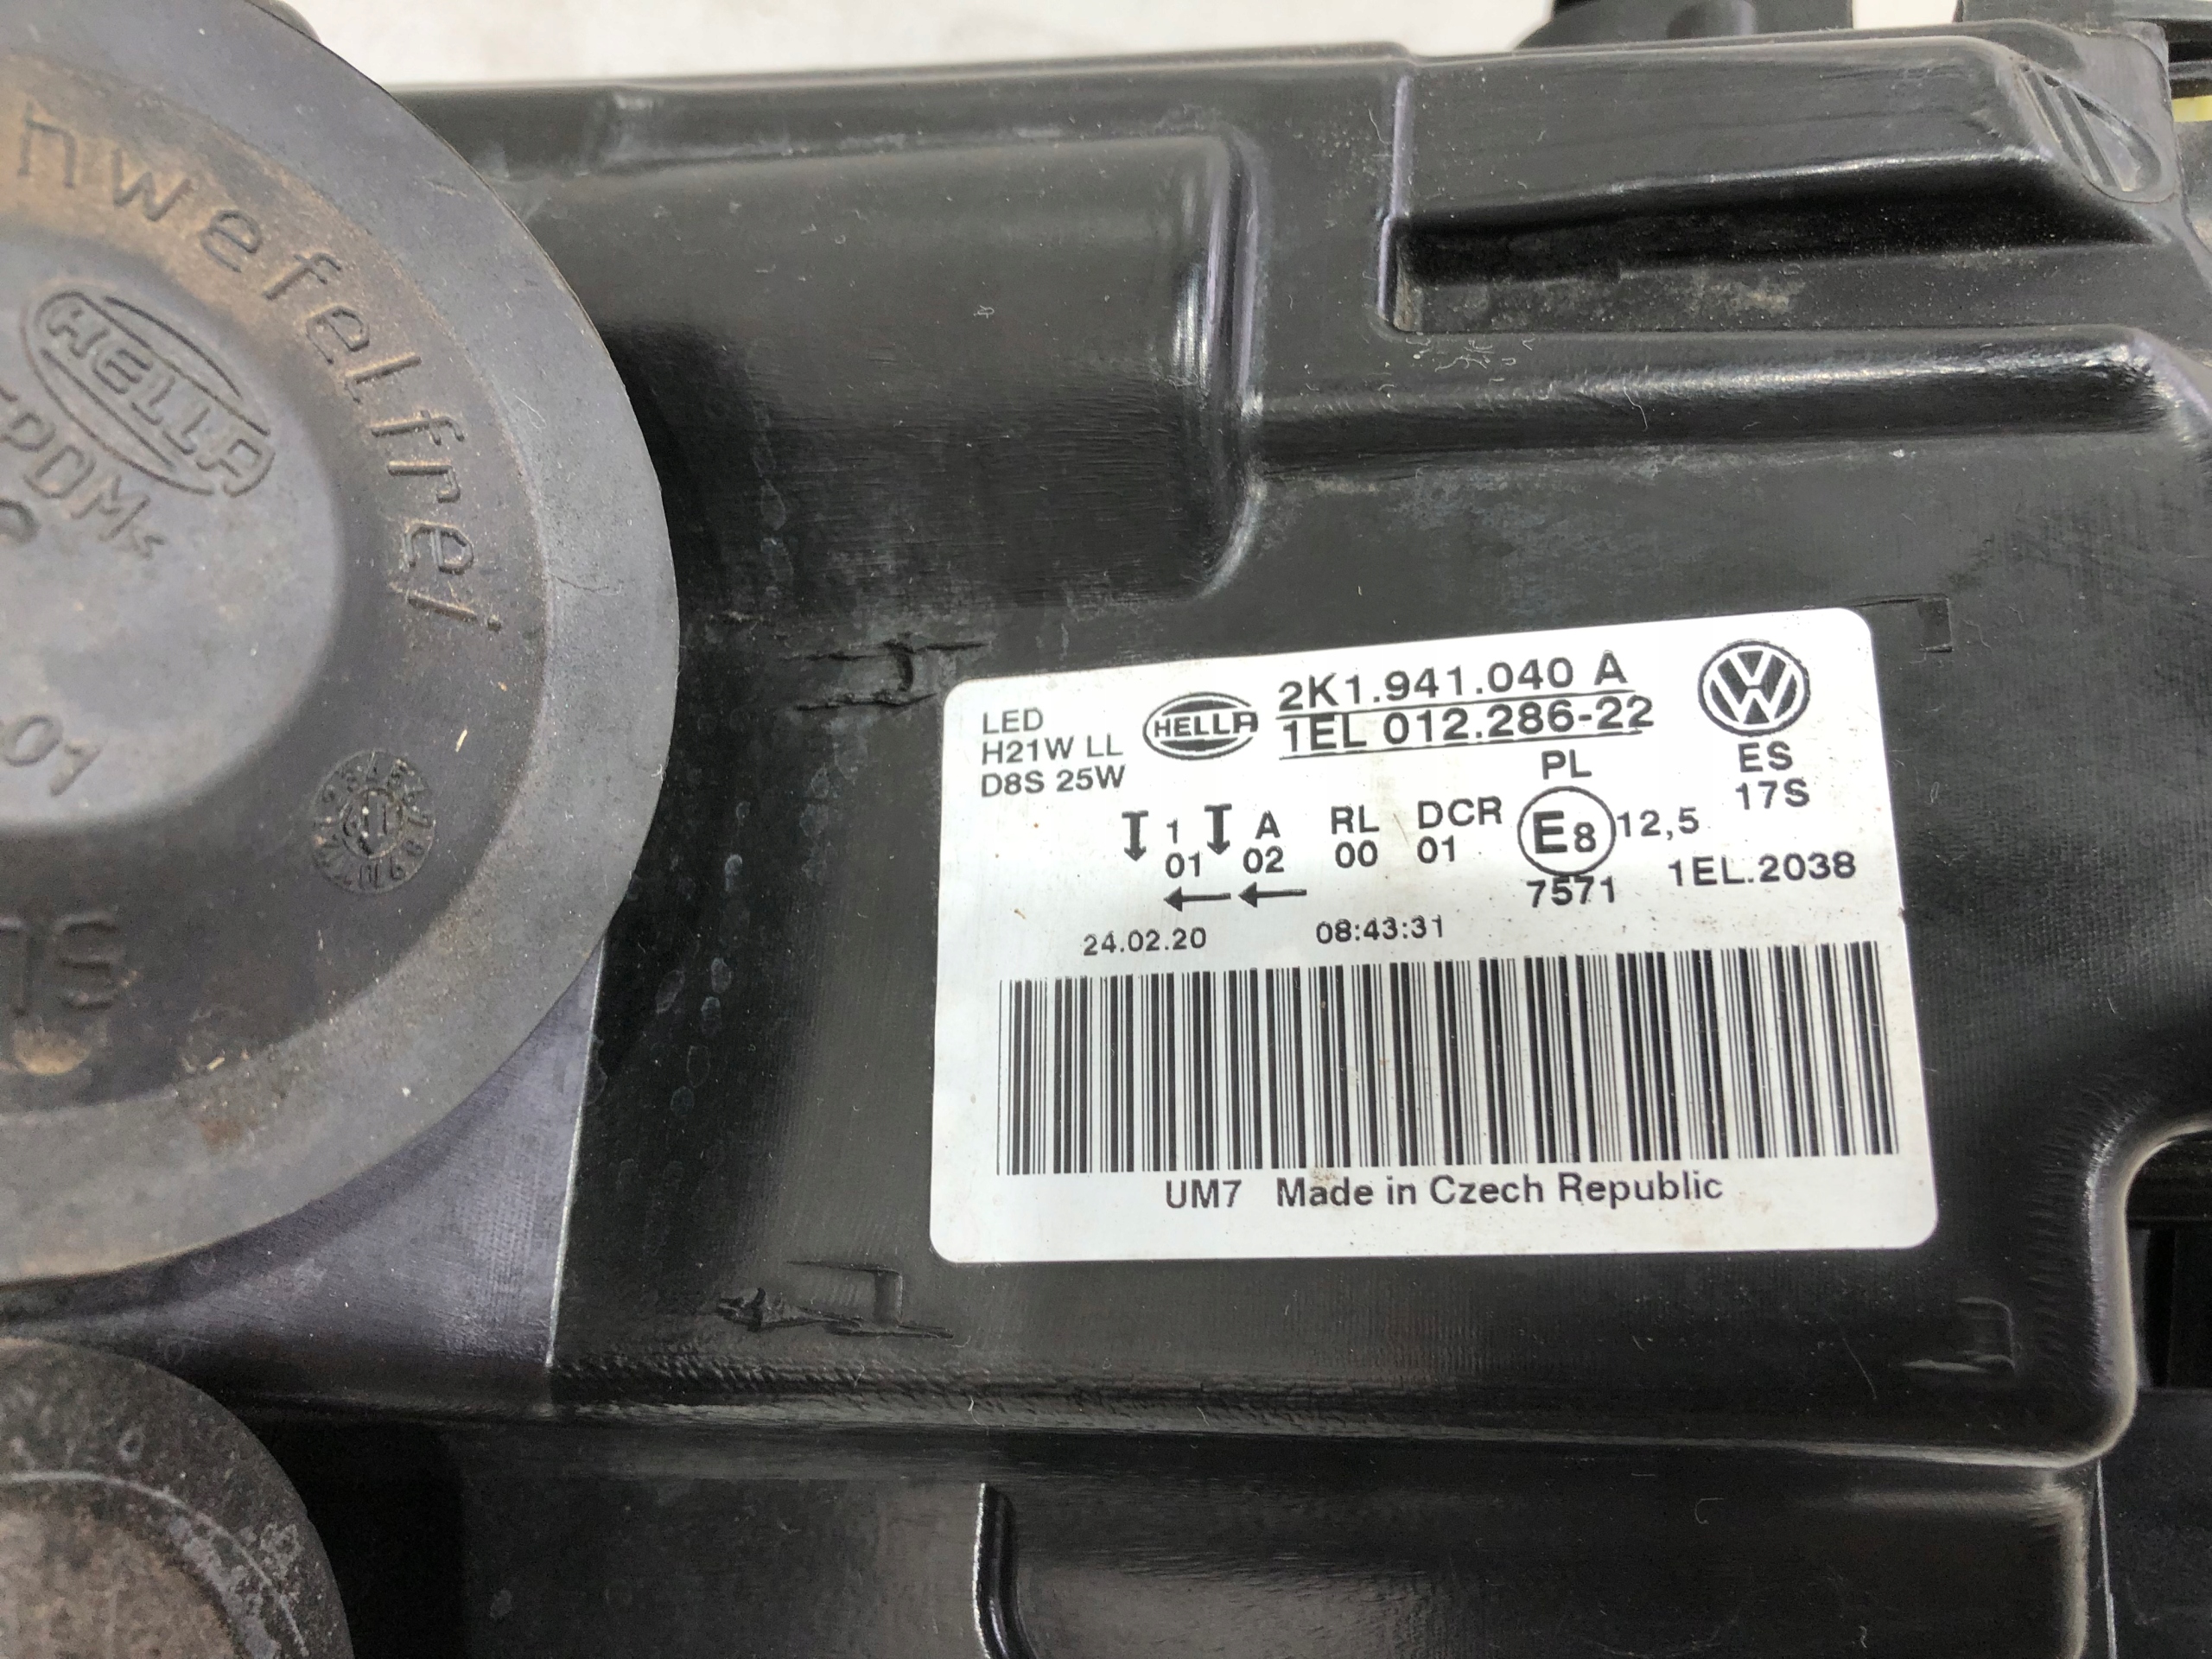 hwefelfrei
HELLA
EPDM<
01
LED
H21W LL
D8S 25W
HELLA
2K1.941.040 A
1EL 012.286-22
PL
ES
17S
1
01
A
02
RL
00
DCR
01
E8
12,5
7571
1EL.2038
24.02.20
08:43:31
UM7 Made in Czech Republic